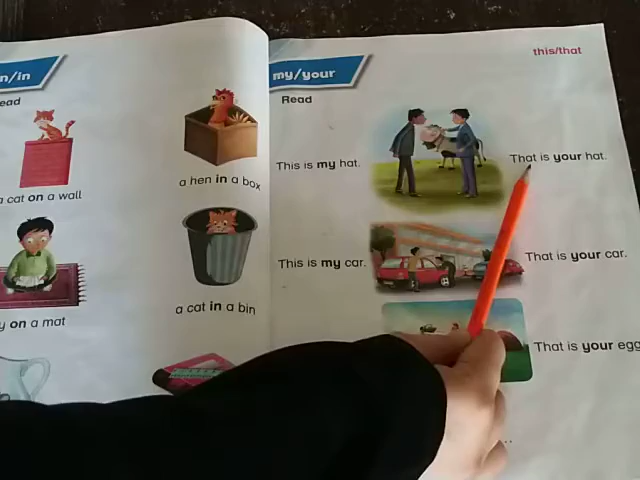 n/in
ead
a cat on a wall
a hen in a box
y on a mat
a cat in a bin
my/your
this/that
Read
This is my hat.
That is your hat.
This is my car.
That is your car.
That is your egg